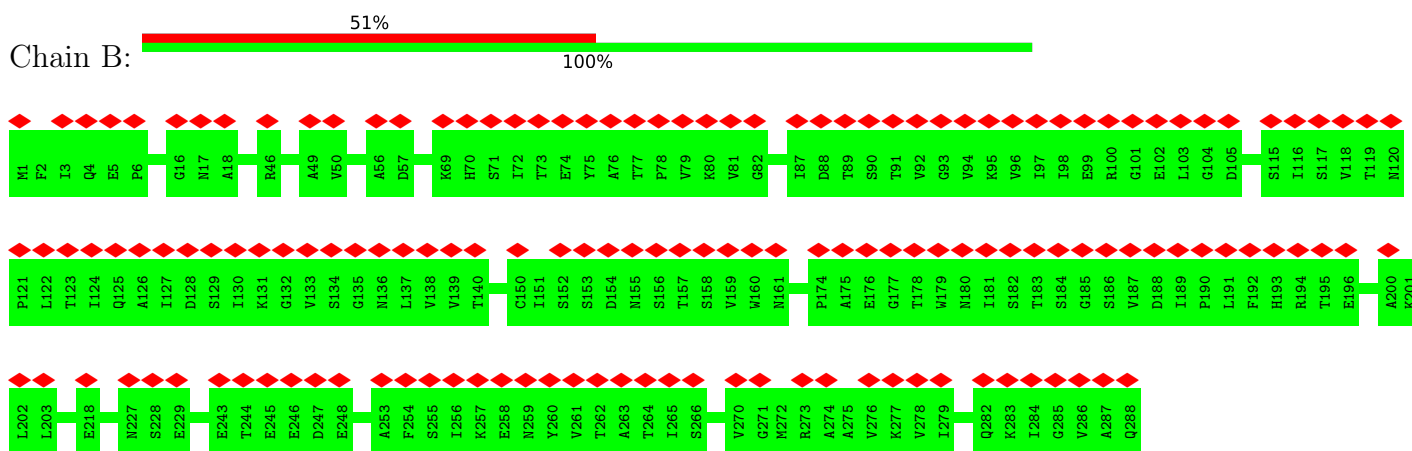 51%
Chain B:
100%
M1 F2 I3 Q4 E5 P6 G16 N17 A18 R46 A49 V50 A56 D57 K69 H70 S71 I72 T73 E74 Y75 A76 T77 P78 V79 K80 V81 G82 I87 D88 T89 S90 T91 V92 G93 V94 K95 V96 I97 I98 E99 R100 G101 E102 L103 G104 D105 S115 I116 S117 V118 T119 N120
P121 L122 T123 I124 Q125 A126 I127 D128 S129 I130 K131 G132 V133 S134 G135 N136 L137 V138 V139 T140 C150 I151 S152 S153 D154 N155 S156 T157 S158 V159 W160 N161 P174 A175 E176 G177 T178 W179 N180 I181 S182 T183 S184 G185 S186 V187 D188 I189 P190 L191 F192 H193 R194 T195 E196 A200 K201
L202 L203 E218 N227 S228 E229 E243 T244 E245 E246 D247 E248 A253 F254 S255 I256 K257 E258 N259 Y260 V261 T262 A263 T264 I265 S266 V270 G271 M272 R273 A274 A275 V276 K277 V278 I279 Q282 K283 I284 G285 V286 A287 Q288